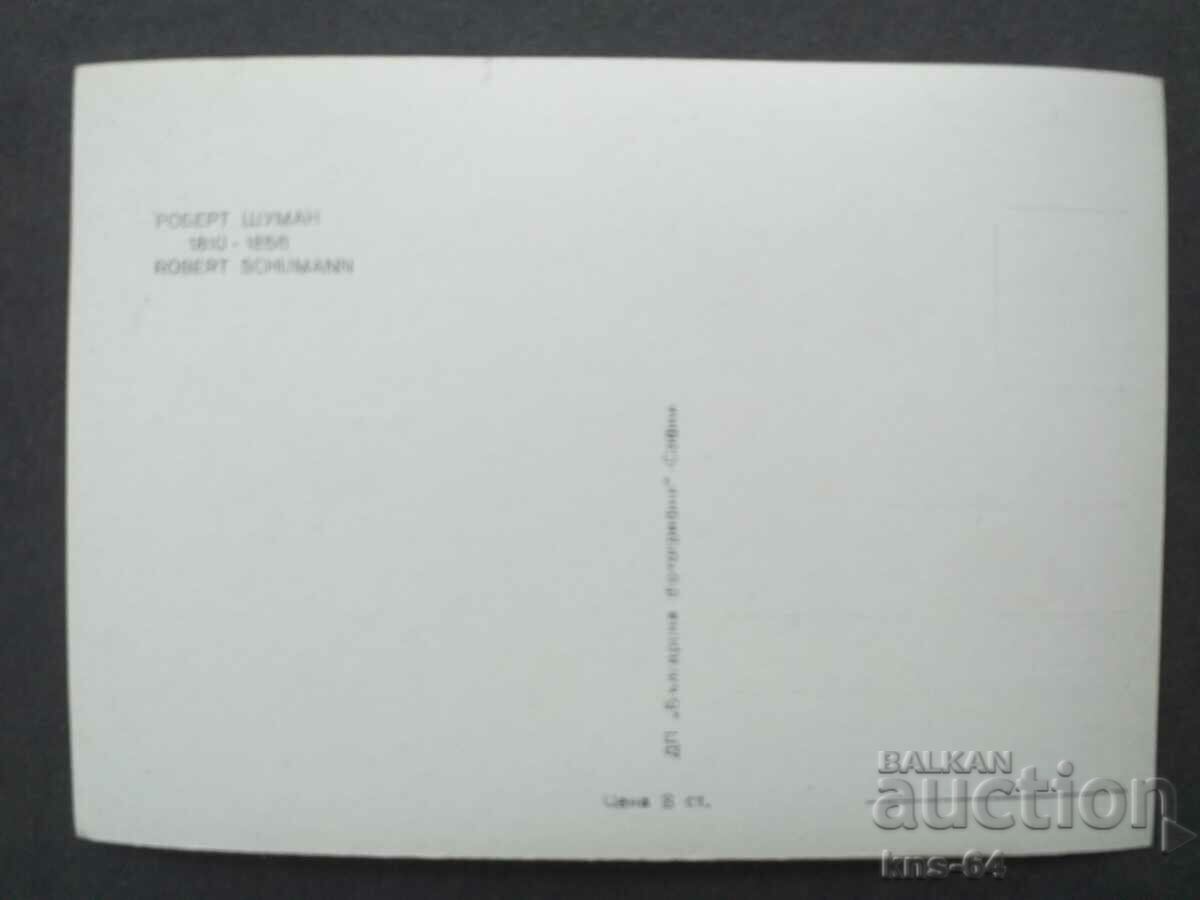 РОБЕРТ ШУМАН
1810 - 1856
ROBERT SCHUMANN
ДП „Българска фотография“ - София
Цена 8 ст.
BALKAN
auction
kns-64